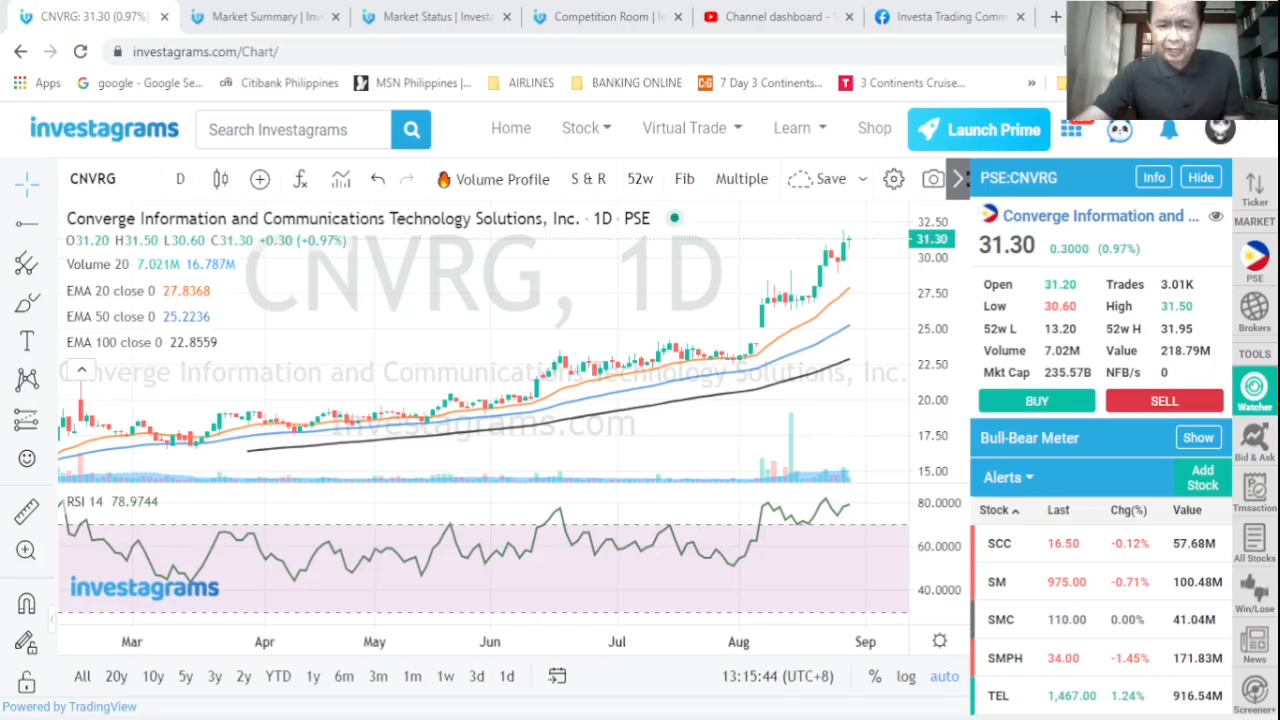 CNVRG: 31.30 (0.97%)
Market Summary | Inv
Market Status | Investa
Competition Room | In
Channel dashboard -
Investa Trading Comm
investagrams.com/Chart/
Apps
google - Google Se...
Citibank Philippines
MSN Philippines |...
AIRLINES
BANKING ONLINE
7 Day 3 Continents...
3 Continents Cruise...
»
investagrams
Search Investagrams
Home
Stock
Virtual Trade
Learn
Shop
Launch Prime
CNVRG
D
Volume Profile
S & R
52w
Fib
Multiple
Save
PSE:CNVRG
Info
Hide
Ticker
MARKET
PSE
Brokers
TOOLS
Watcher
Bid & Ask
Trnsaction
All Stocks
Win/Lose
News
Screener+
Converge Information and Communications Technology Solutions, Inc. · 1D · PSE
O31.20 H31.50 L30.60 C31.30 +0.30 (+0.97%)
Volume 20 7.021M 16.787M
EMA 20 close 0 27.8368
EMA 50 close 0 25.2236
EMA 100 close 0 22.8559
CNVRG, 1D
Converge Information and Communications Technology Solutions, Inc.
Investagrams.com
32.50
31.30
30.00
27.50
25.00
22.50
20.00
17.50
15.00
RSI 14 78.9744
80.0000
60.0000
40.0000
investagrams
Mar
Apr
May
Jun
Jul
Aug
Sep
All
20y
10y
5y
3y
2y
YTD
1y
6m
3m
1m
1w
3d
1d
13:15:44 (UTC+8)
%
log
auto
Powered by TradingView
Converge Information and ...
31.30 0.3000 (0.97%)
Open 31.20 Trades 3.01K
Low 30.60 High 31.50
52w L 13.20 52w H 31.95
Volume 7.02M Value 218.79M
Mkt Cap 235.57B NFB/s 0
BUY
SELL
Bull-Bear Meter
Show
Alerts
Add Stock
Stock Last Chg(%) Value
SCC 16.50 -0.12% 57.68M
SM 975.00 -0.71% 100.48M
SMC 110.00 0.00% 41.04M
SMPH 34.00 -1.45% 171.83M
TEL 1,467.00 1.24% 916.54M